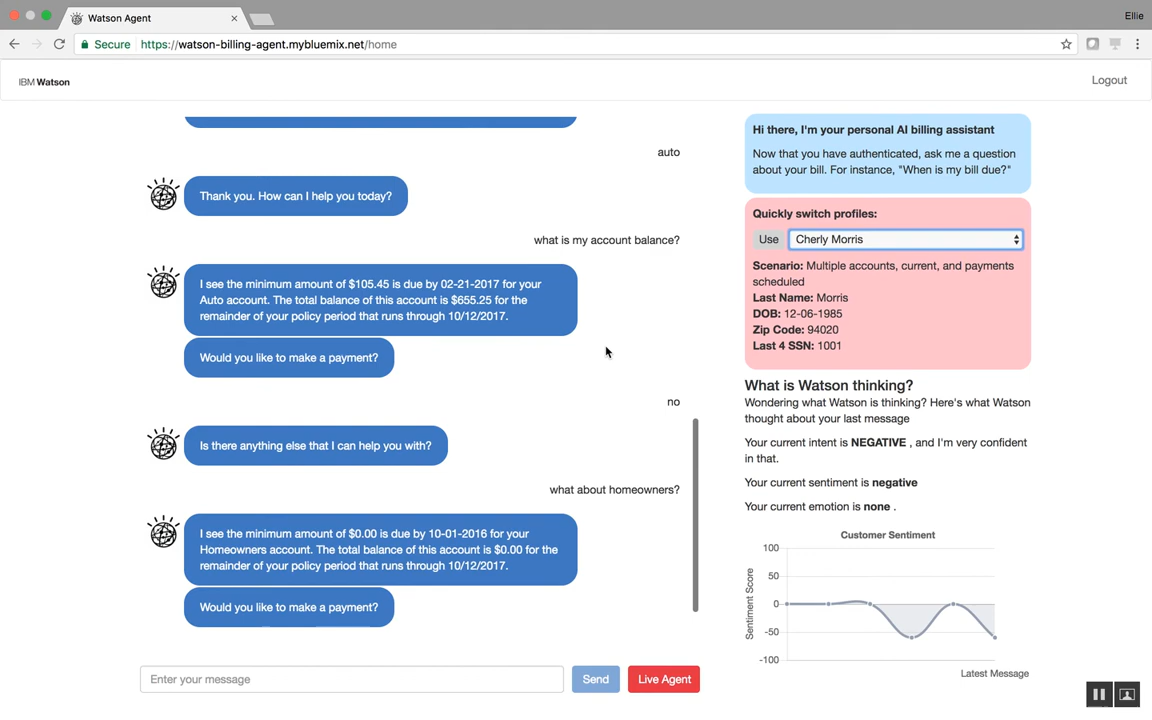 Watson Agent
Ellie
Secure https://watson-billing-agent.mybluemix.net/home
IBM Watson
Logout
auto
Thank you. How can I help you today?
what is my account balance?
I see the minimum amount of $105.45 is due by 02-21-2017 for your
Auto account. The total balance of this account is $655.25 for the
remainder of your policy period that runs through 10/12/2017.
Would you like to make a payment?
no
Is there anything else that I can help you with?
what about homeowners?
I see the minimum amount of $0.00 is due by 10-01-2016 for your
Homeowners account. The total balance of this account is $0.00 for the
remainder of your policy period that runs through 10/12/2017.
Would you like to make a payment?
Enter your message
Send
Live Agent
Hi there, I'm your personal AI billing assistant
Now that you have authenticated, ask me a question
about your bill. For instance, "When is my bill due?"
Quickly switch profiles:
Use
Cherly Morris
Scenario: Multiple accounts, current, and payments
scheduled
Last Name: Morris
DOB: 12-06-1985
Zip Code: 94020
Last 4 SSN: 1001
What is Watson thinking?
Wondering what Watson is thinking? Here's what Watson
thought about your last message
Your current intent is NEGATIVE , and I'm very confident
in that.
Your current sentiment is negative
Your current emotion is none .
Customer Sentiment
Sentiment Score
100
50
0
-50
-100
Latest Message